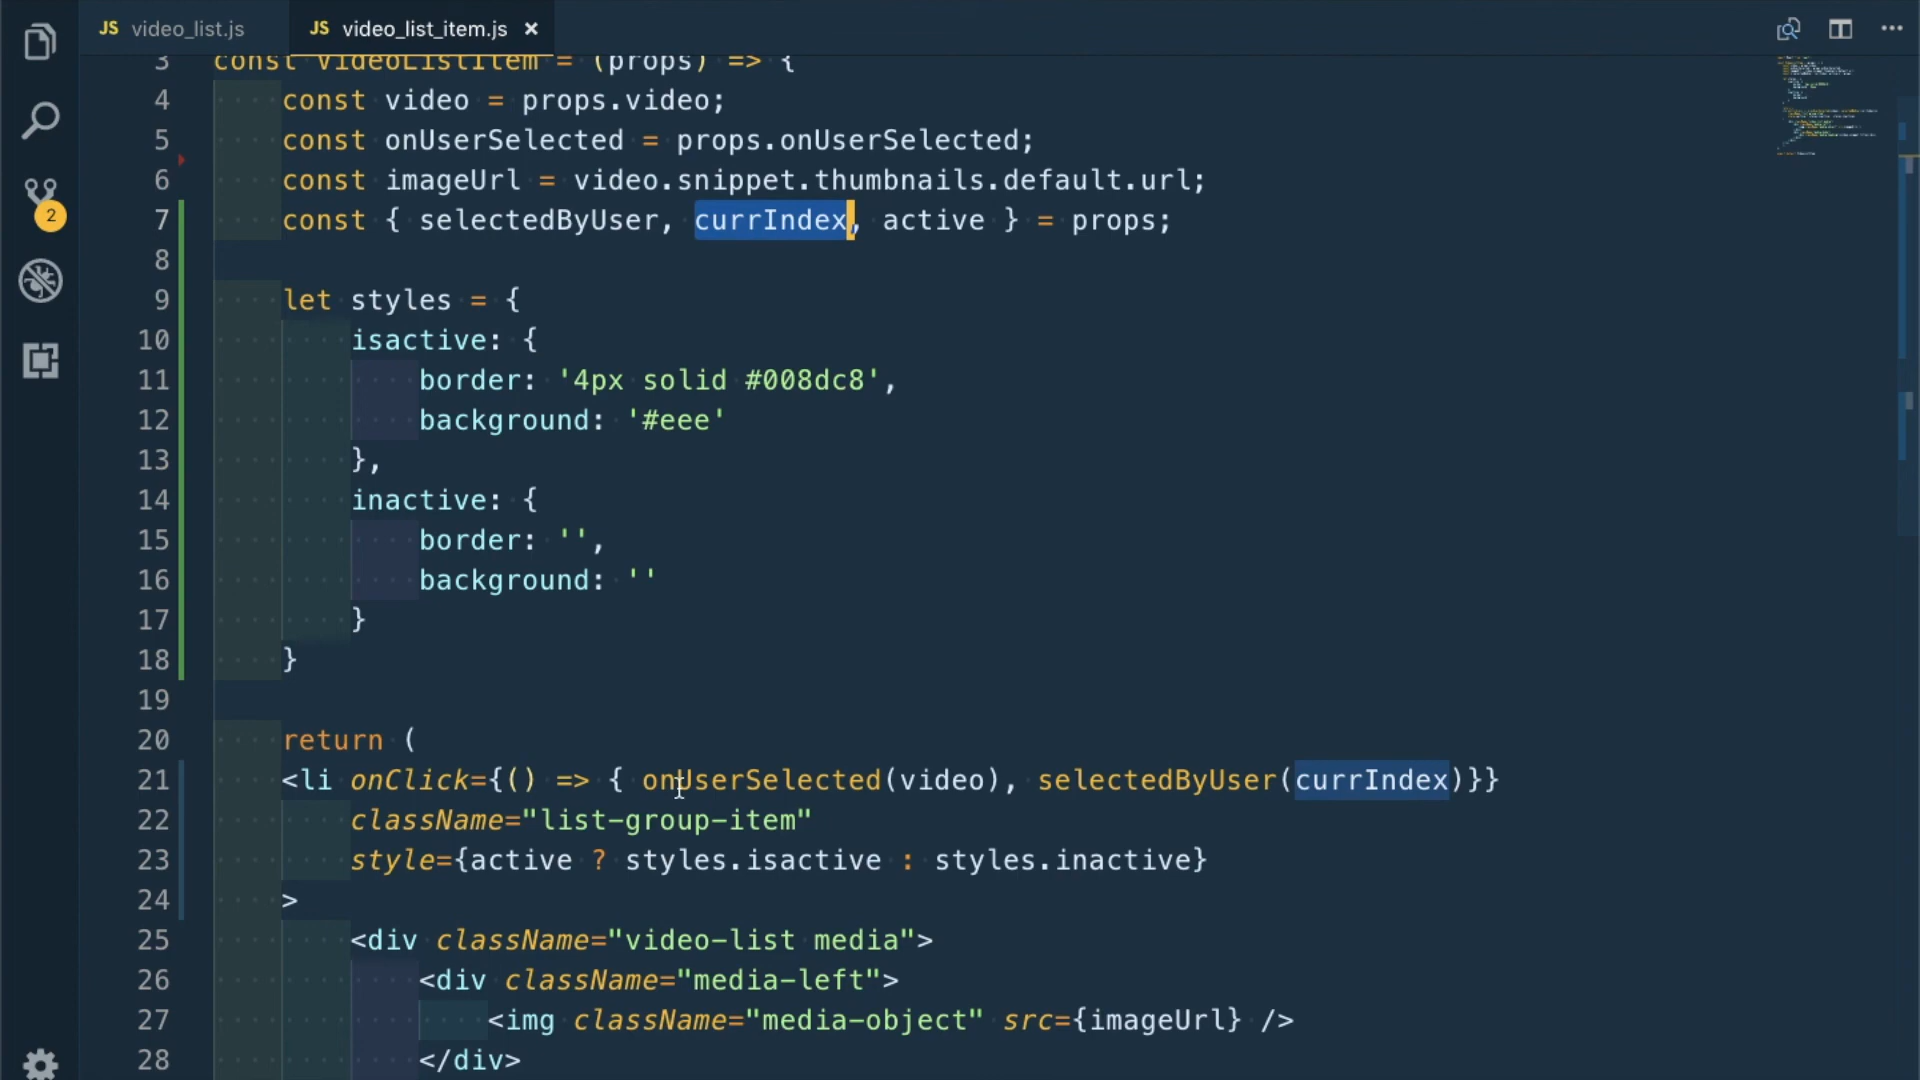 JS video_list.js
JS video_list_item.js ×
2
3 const VideoListItem = (props) => {
4 const video = props.video;
5 const onUserSelected = props.onUserSelected;
6 const imageUrl = video.snippet.thumbnails.default.url;
7 const { selectedByUser, currIndex, active } = props;
8
9 let styles = {
10 isactive: {
11 border: '4px solid #008dc8',
12 background: '#eee'
13 },
14 inactive: {
15 border: '',
16 background: ''
17 }
18 }
19
20 return (
21 <li onClick={() => { onUserSelected(video), selectedByUser(currIndex)}}
22 className="list-group-item"
23 style={active ? styles.isactive : styles.inactive}
24 >
25 <div className="video-list media">
26 <div className="media-left">
27 <img className="media-object" src={imageUrl} />
28 </div>